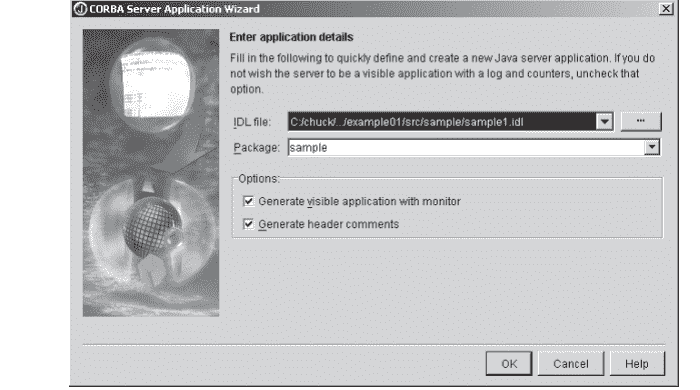 CORBA Server Application Wizard
Enter application details
Fill in the following to quickly define and create a new Java server application. If you do
not wish the server to be a visible application with a log and counters, uncheck that
option.
IDL file: C:/chuck/../example01/src/sample/sample1.idl ...
Package: sample
Options:
Generate visible application with monitor
Generate header comments
OK Cancel Help